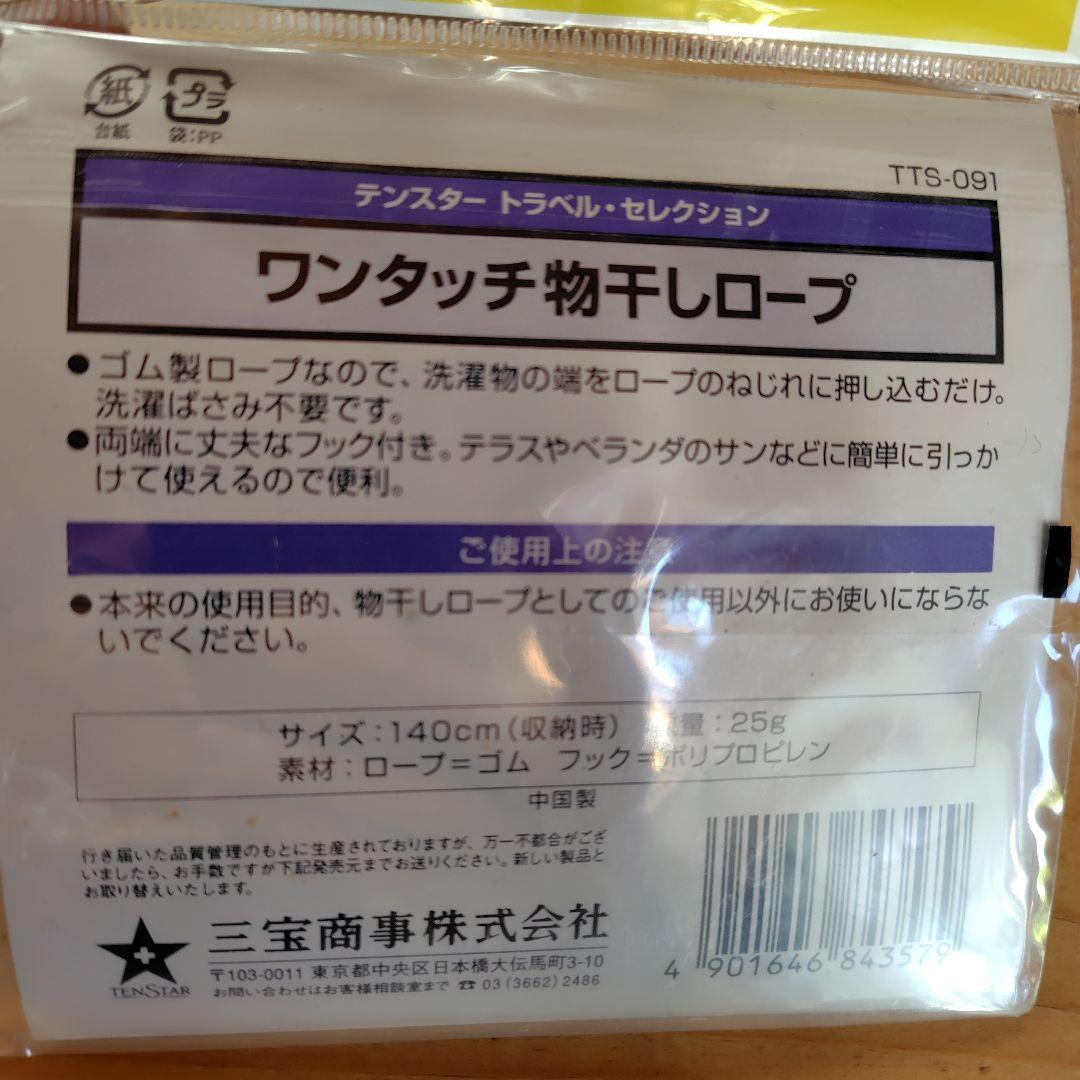 紙
プラ
台紙
袋:PP
TTS-091
テンスター トラベル・セレクション
ワンタッチ物干しロープ
●ゴム製ロープなので、洗濯物の端をロープのねじれに押し込むだけ。
洗濯ばさみ不要です。
●両端に丈夫なフック付き。テラスやベランダのサンなどに簡単に引っか
けて使えるので便利。
ご使用上の注意
●本来の使用目的、物干しロープとしてのご使用以外にお使いにならな
いでください。
サイズ:140cm(収納時) 量:25g
素材:ロープ=ゴム フック=ポリプロピレン
中国製
行き届いた品質管理のもとに生産されておりますが、万一不都合がござ
いましたら、お手数ですが下記発売元までお送りください。新しい製品と
お取り替えいたします。
TENSTAR
三宝商事株式会社
〒103-0011 東京都中央区日本橋大伝馬町3-10
お問い合わせはお客様相談室まで ☎ 03(3662)2486
4 901646 843579